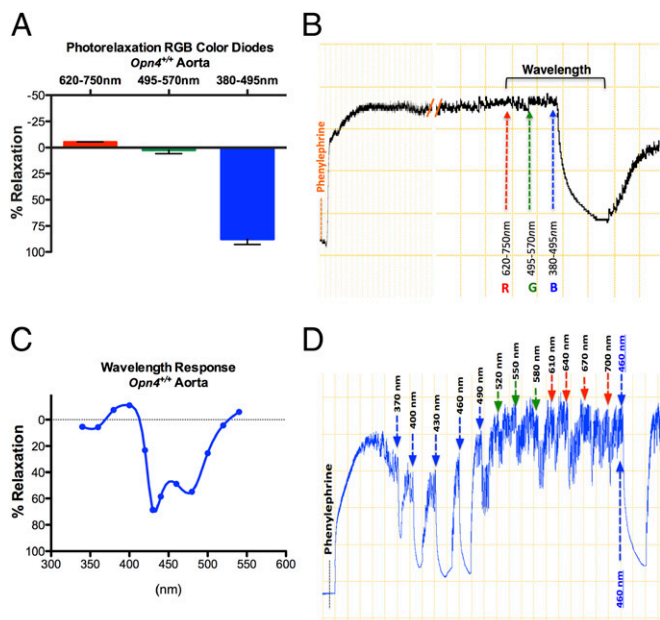 A
Photorelaxation RGB Color Diodes
Opn4+/+ Aorta
620-750nm 495-570nm 380-495nm
-50
-25
0
25
50
75
100
% Relaxation
B
Wavelength
Phenylephrine
620-750nm
495-570nm
380-495nm
R G B
C
Wavelength Response
Opn4+/+ Aorta
0
20
40
60
80
100
% Relaxation
300 350 400 450 500 550 600
(nm)
D
370 nm
400 nm
430 nm
460 nm
490 nm
520 nm
550 nm
580 nm
610 nm
640 nm
670 nm
700 nm
460 nm
Phenylephrine
460 nm